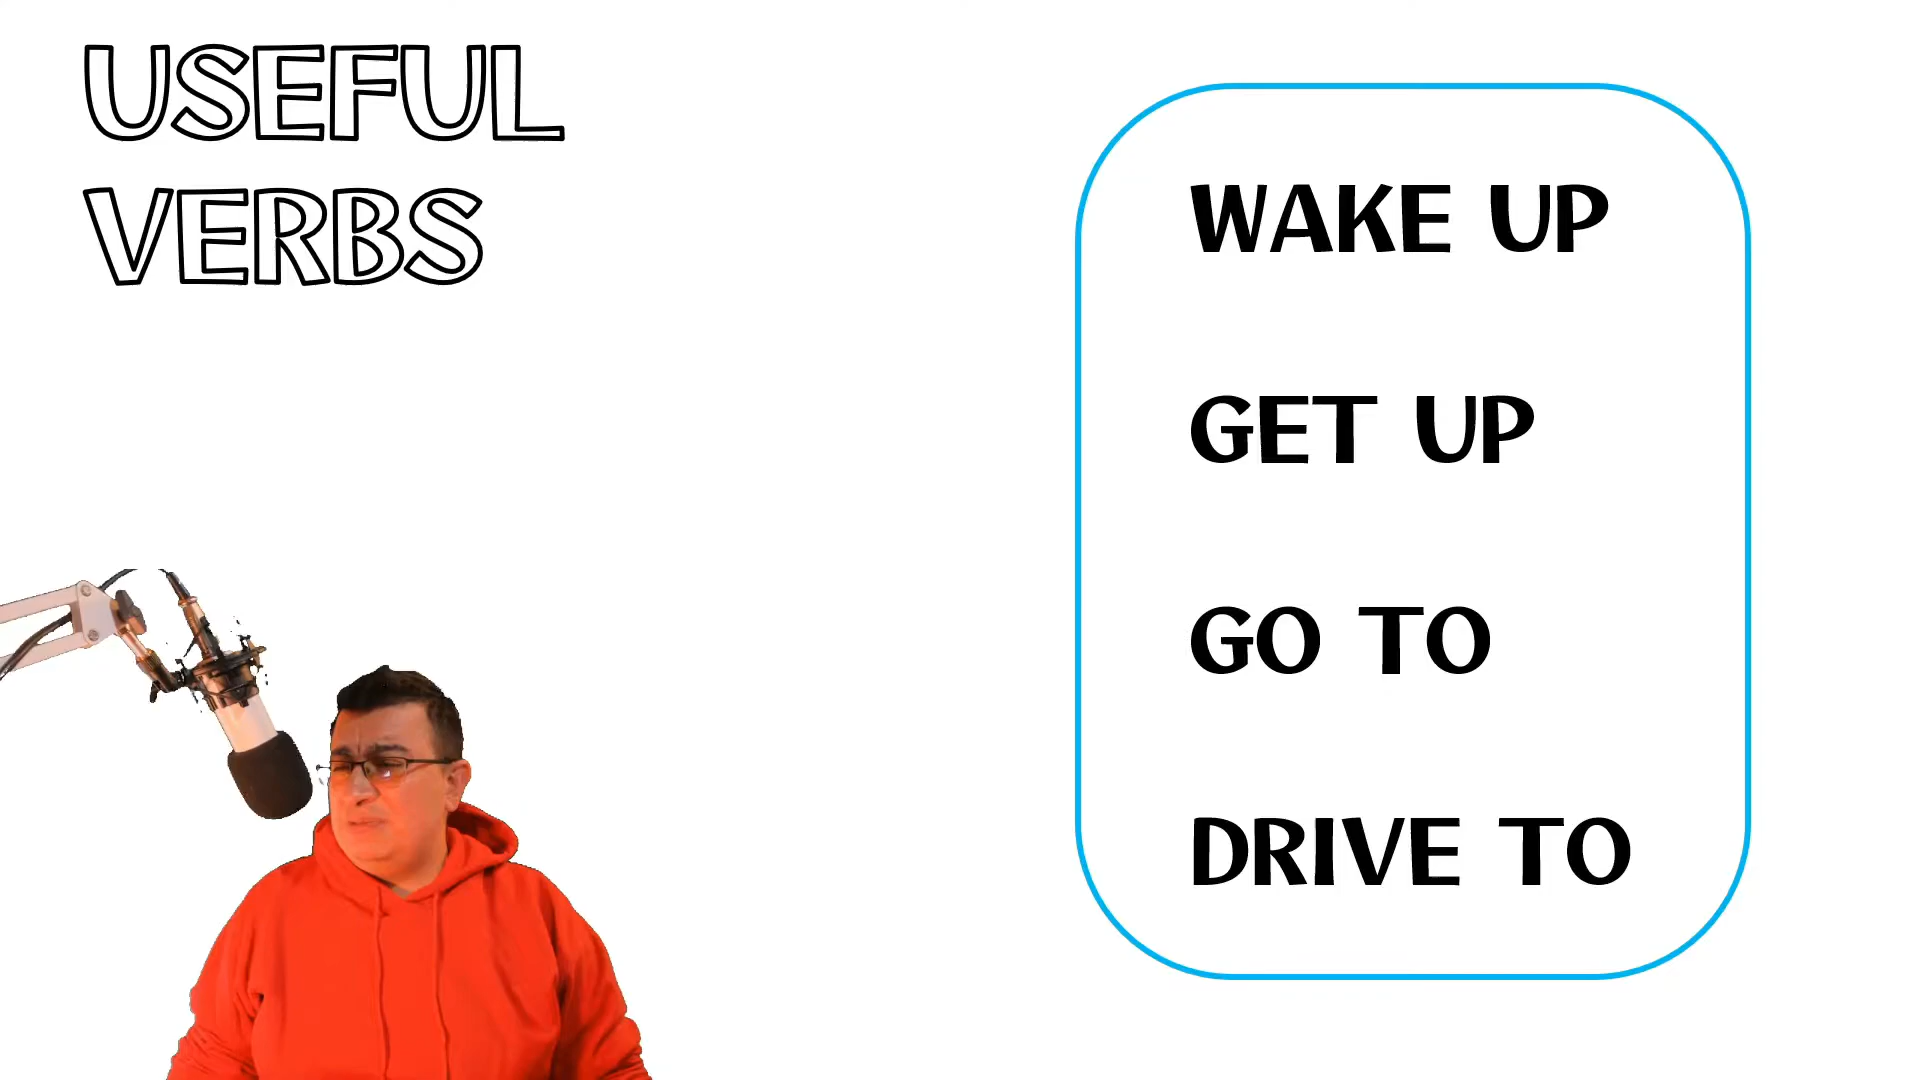 USEFUL
VERBS
WAKE UP
GET UP
GO TO
DRIVE TO